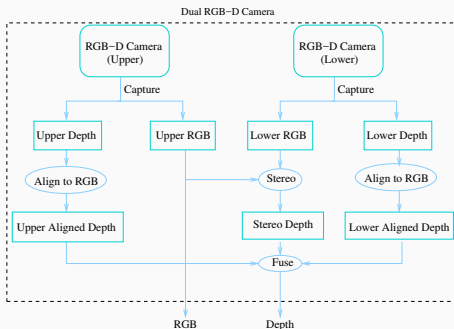 Dual RGB-D Camera
RGB-D Camera
(Upper)
RGB-D Camera
(Lower)
Capture
Capture
Upper Depth
Upper RGB
Lower RGB
Lower Depth
Align to RGB
Stereo
Align to RGB
Upper Aligned Depth
Stereo Depth
Lower Aligned Depth
Fuse
RGB
Depth